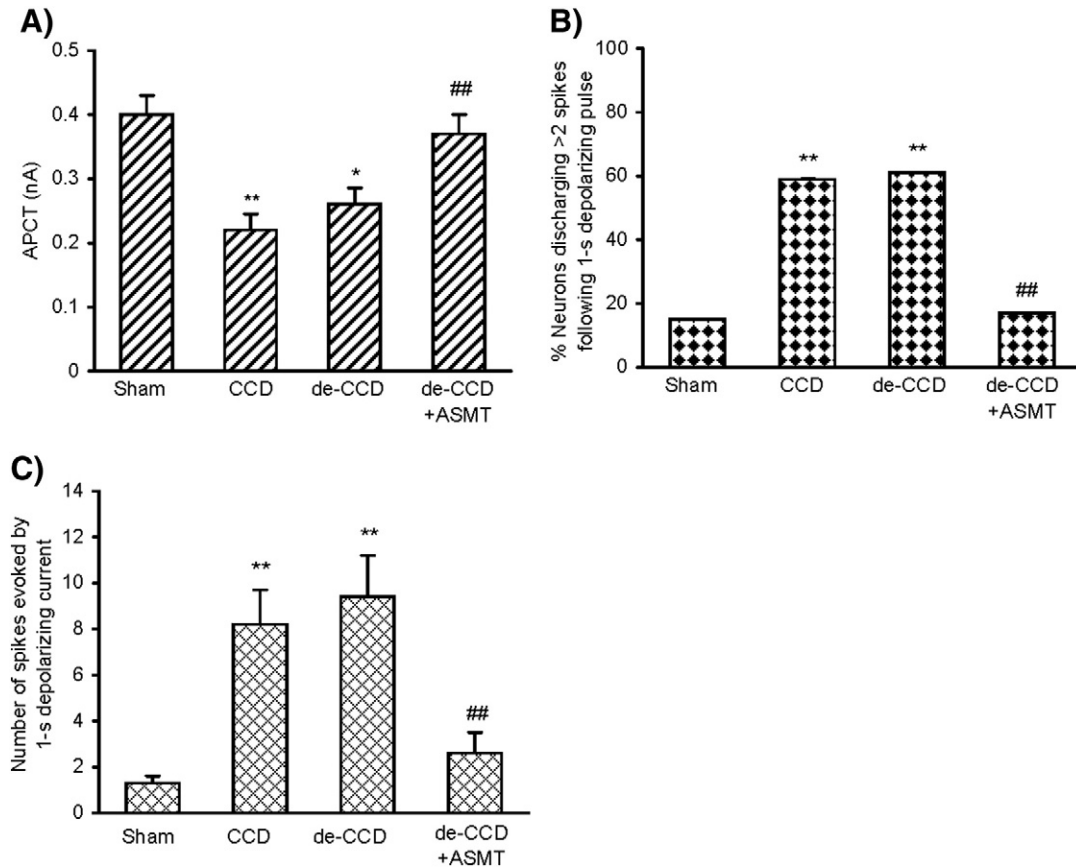 A)
0.5
0.4
0.3
0.2
0.1
0
APCT (nA)
**
*
##
Sham
CCD
de-CCD
de-CCD
+ASMT
B)
100
80
60
40
20
0
% Neurons discharging >2 spikes
following 1-s depolarizing pulse
**
**
##
Sham
CCD
de-CCD
de-CCD
+ASMT
C)
14
12
10
8
6
4
2
0
Number of spikes evoked by
1-s depolarizing current
**
**
##
Sham
CCD
de-CCD
de-CCD
+ASMT